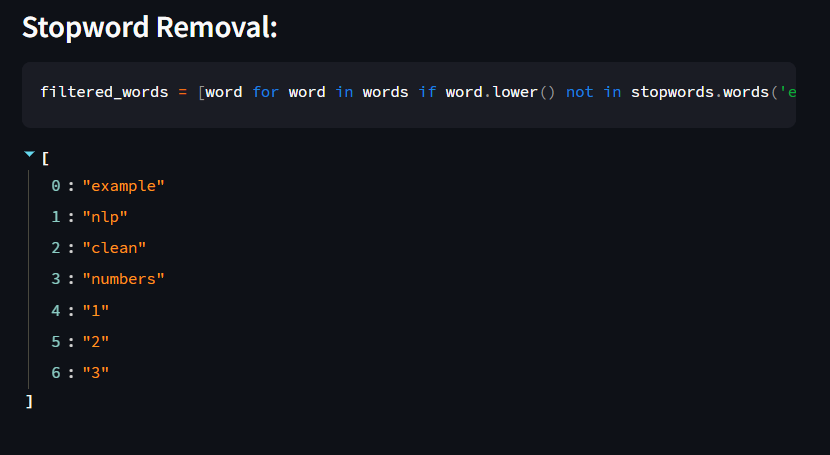 Stopword Removal:
filtered_words = [word for word in words if word.lower() not in stopwords.words('e
[
0 : "example"
1 : "nlp"
2 : "clean"
3 : "numbers"
4 : "1"
5 : "2"
6 : "3"
]